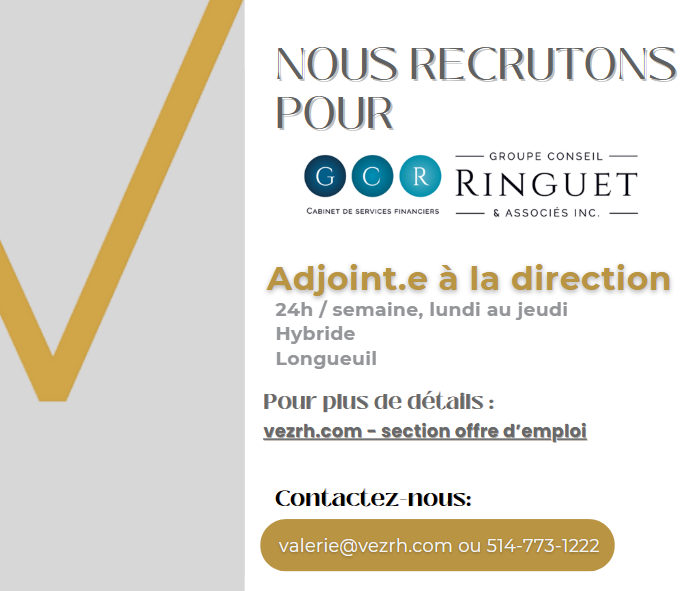 NOUS RECRUTONS
POUR
G C R
CABINET DE SERVICES FINANCIERS
GROUPE CONSEIL
RINGUET
& ASSOCIÉS INC.
Adjoint.e à la direction
24h / semaine, lundi au jeudi
Hybride
Longueuil
Pour plus de détails :
vezrh.com - section offre d'emploi
Contactez-nous:
valerie@vezrh.com ou 514-773-1222